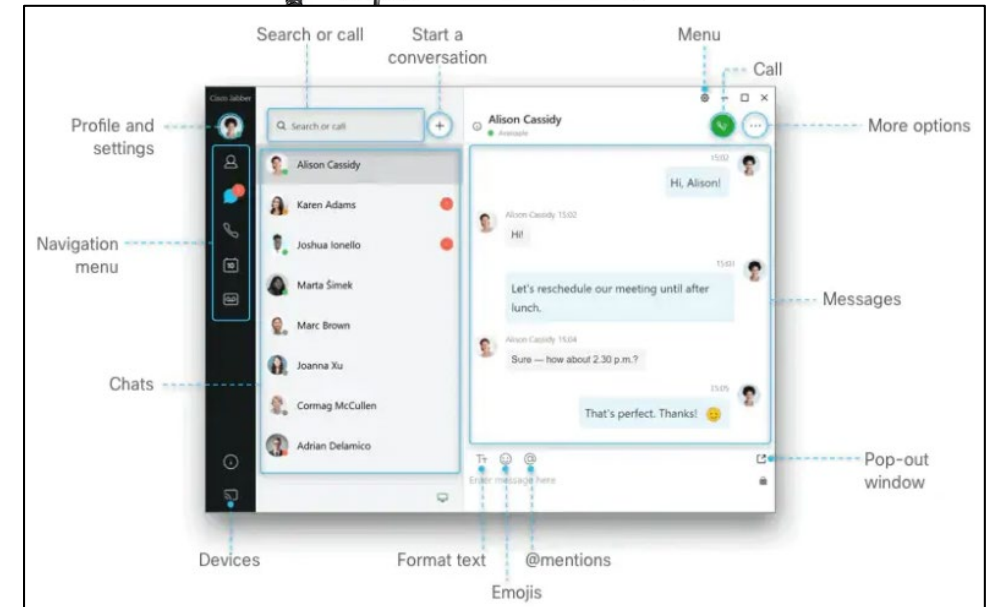 Search or call
Start a
conversation
Menu
Call
Cisco Jabber
Profile and
settings
Search or call
+
Alison Cassidy
Available
More options
Alison Cassidy
Karen Adams
Joshua Ionello
Marta Šimek
Marc Brown
Joanna Xu
Cormag McCullen
Adrian Delamico
Navigation
menu
10
Chats
15:02
Hi, Alison!
Alison Cassidy 15:02
Hi!
15:03
Let's reschedule our meeting until after
lunch.
Messages
Alison Cassidy 15:04
Sure — how about 2.30 p.m.?
15:05
That's perfect. Thanks!
Enter message here
Pop-out
window
Devices
Format text
@mentions
Emojis